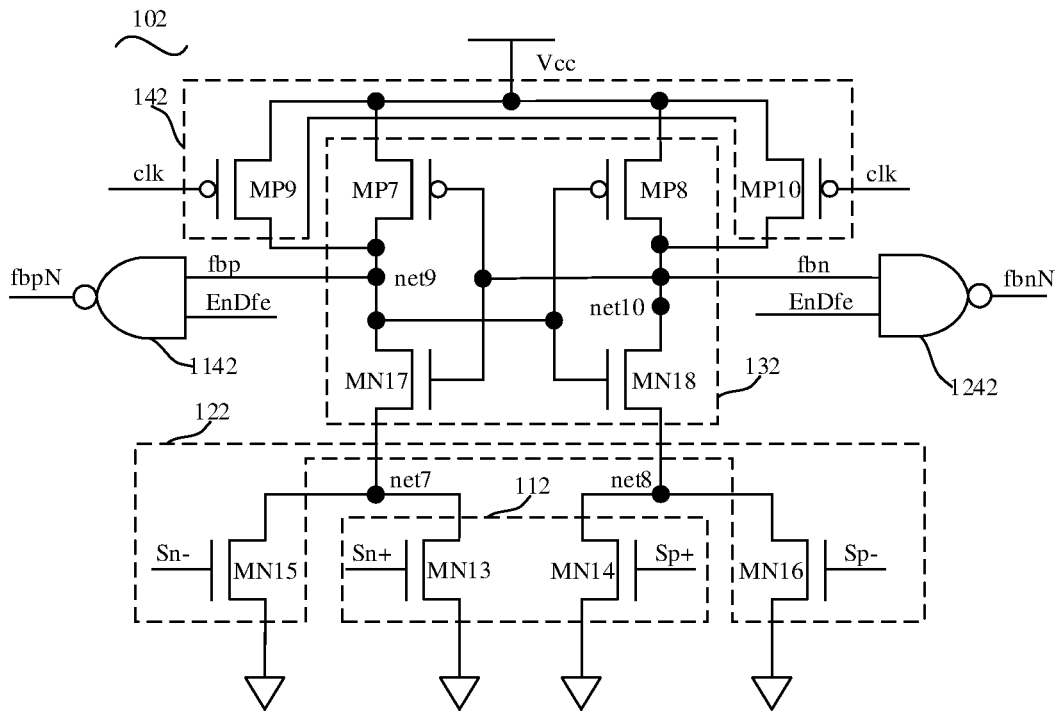 102
Vcc
142
clk
MP9
MP7
MP8
MP10
clk
fbpN
fbp
net9
fbn
fbnN
EnDfe
net10
EnDfe
1142
MN17
MN18
132
1242
122
net7
112
net8
Sn-
MN15
Sn+
MN13
MN14
Sp+
MN16
Sp-